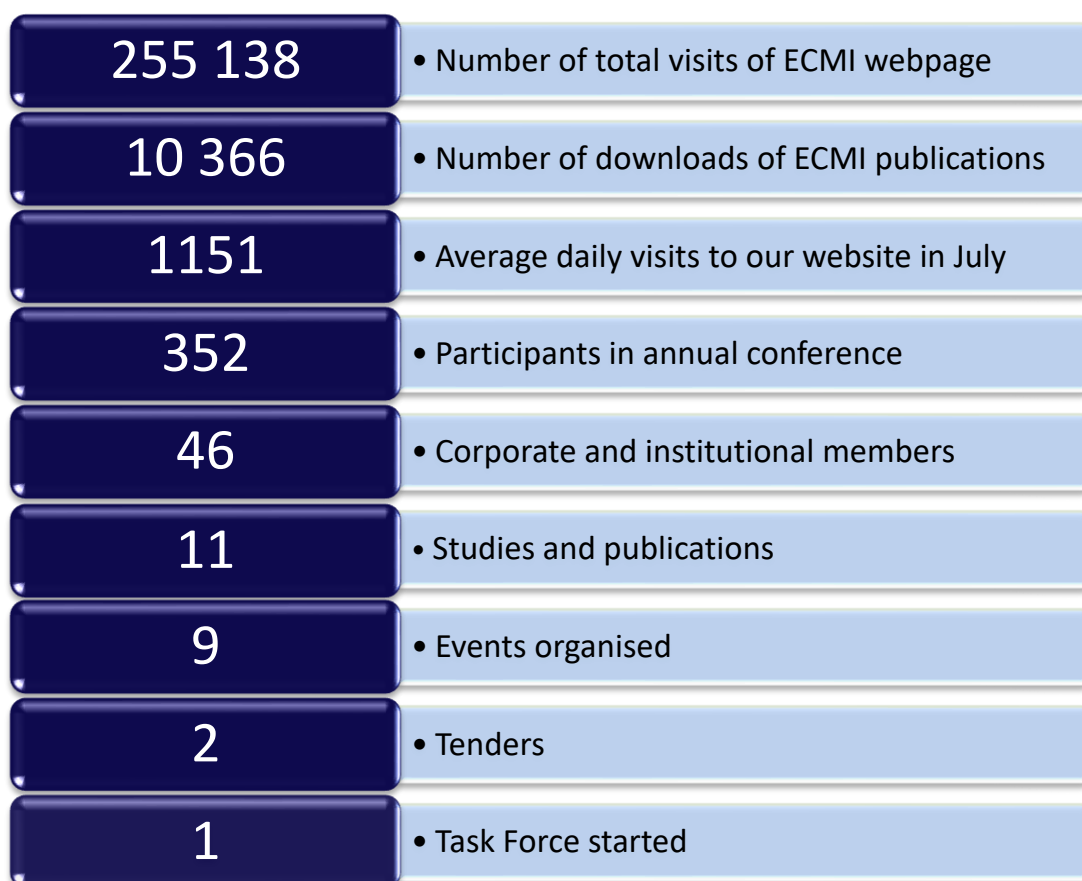 255 138
• Number of total visits of ECMI webpage
10 366
• Number of downloads of ECMI publications
1151
• Average daily visits to our website in July
352
• Participants in annual conference
46
• Corporate and institutional members
11
• Studies and publications
9
• Events organised
2
• Tenders
1
• Task Force started